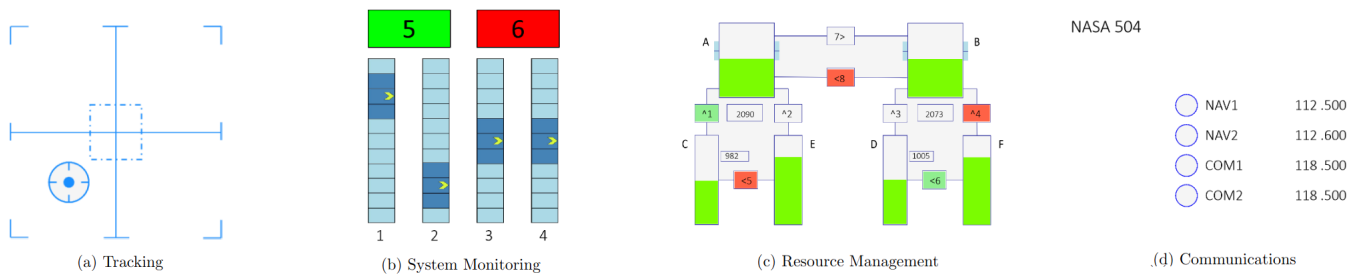 5
6
1
2
3
4
A
7>
B
<8
^1
2090
^2
^3
2073
^4
C
982
E
D
1005
F
<5
<6
NASA 504
NAV1 112.500
NAV2 112.600
COM1 118.500
COM2 118.500
(a) Tracking
(b) System Monitoring
(c) Resource Management
(d) Communications